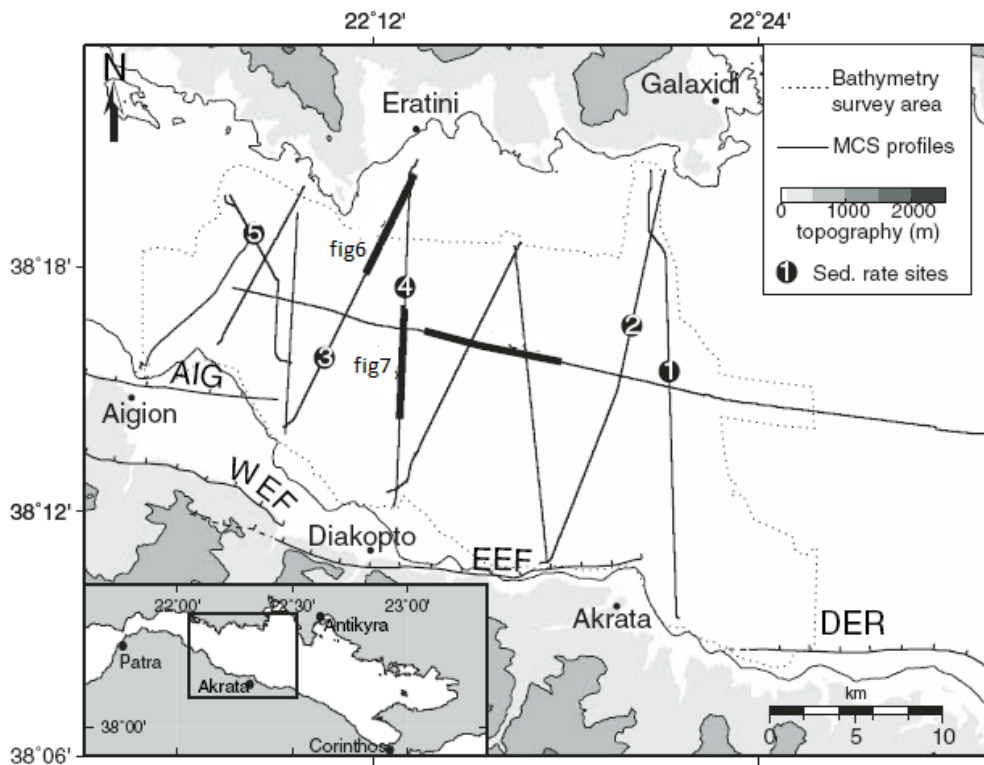 22°12'
22°24'
N
Eratini
Galaxidi
Bathymetry
survey area
MCS profiles
0 1000 2000
topography (m)
1 Sed. rate sites
38°18'
5
fig6
4
2
3
fig7
1
AIG
Aigion
WEF
38°12'
Diakopto
EEF
Akrata
DER
22°00'
22°30'
23°00'
Antikyra
Patra
Akrata
38°00'
Corinthos
km
0 5 10
38°06'